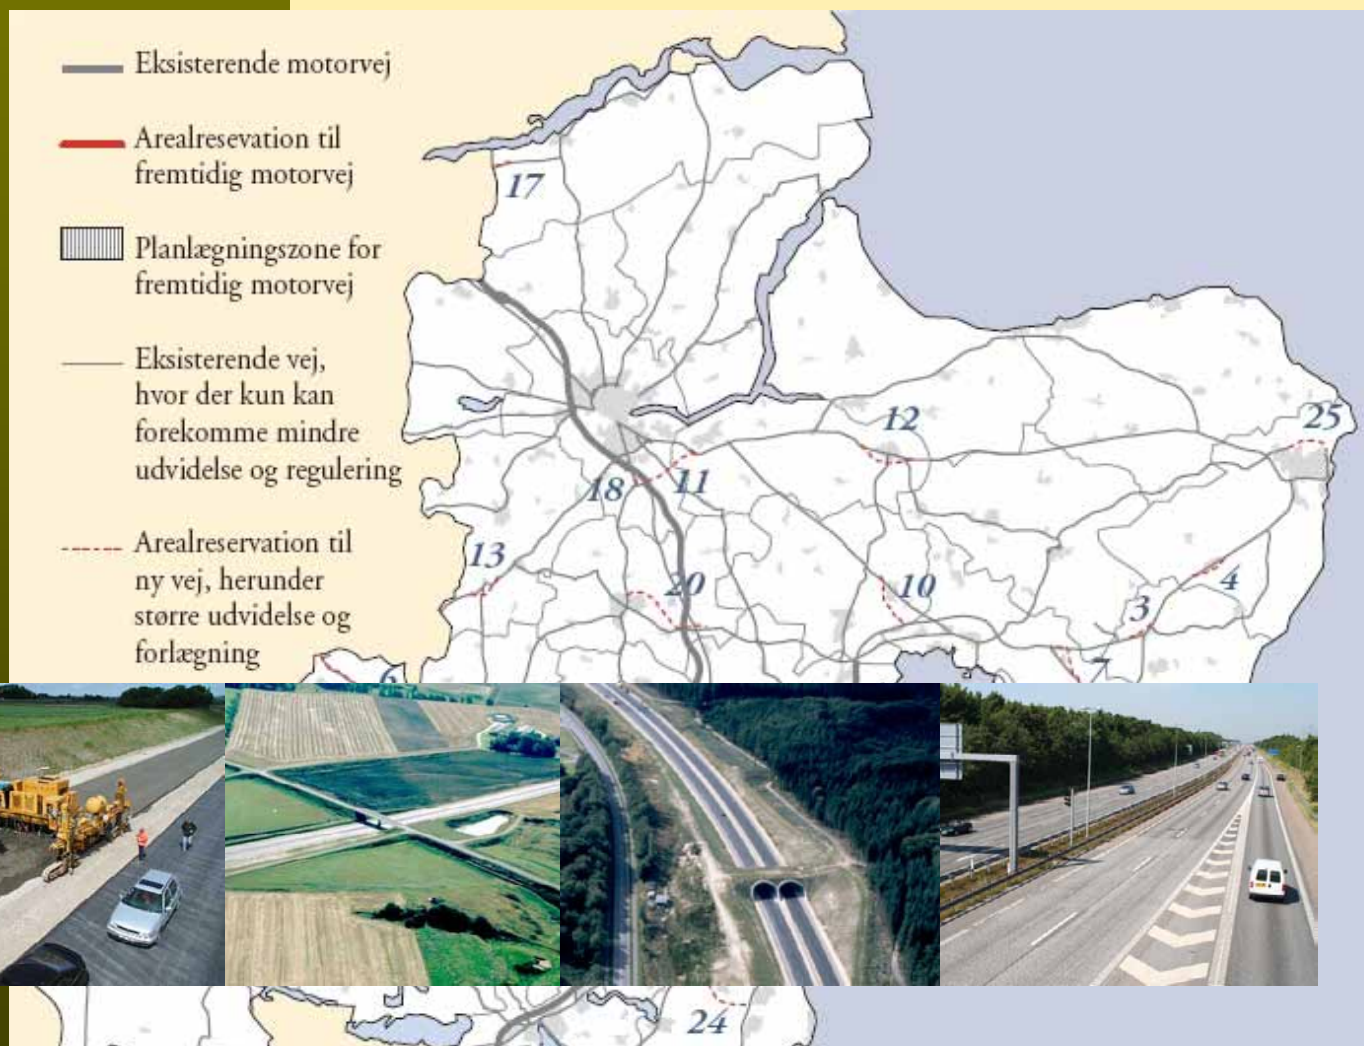 Eksisterende motorvej
Arealresevation til
fremtidig motorvej
Planlægningszone for
fremtidig motorvej
Eksisterende vej,
hvor der kun kan
forekomme mindre
udvidelse og regulering
Arealreservation til
ny vej, herunder
større udvidelse og
forlægning
17
12
25
18
11
13
20
10
4
3
7
6
24